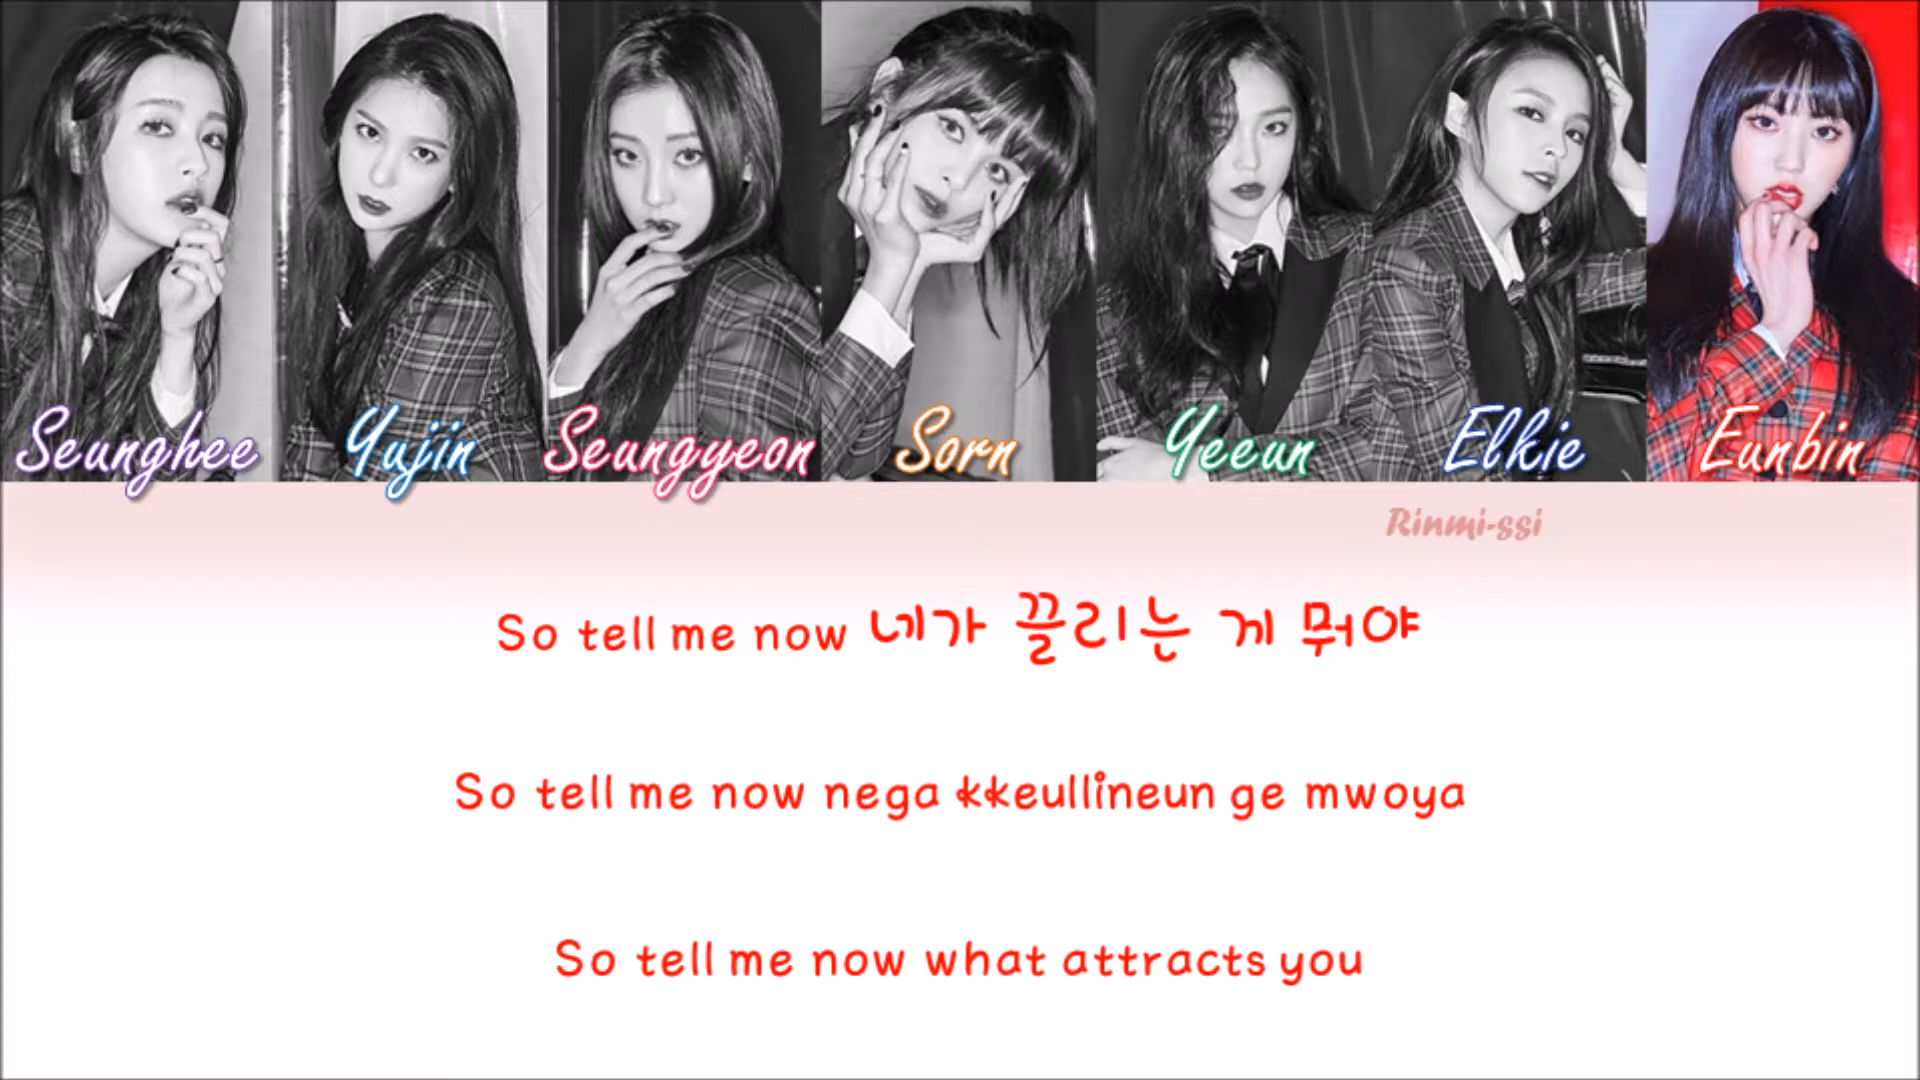 Seunghee Yujin Seungyeon Sorn Yeeun Elkie Eunbin
Rinmi-ssi
So tell me now 네가 끌리는 게 뭐야
So tell me now nega kkeullineun ge mwoya
So tell me now what attracts you